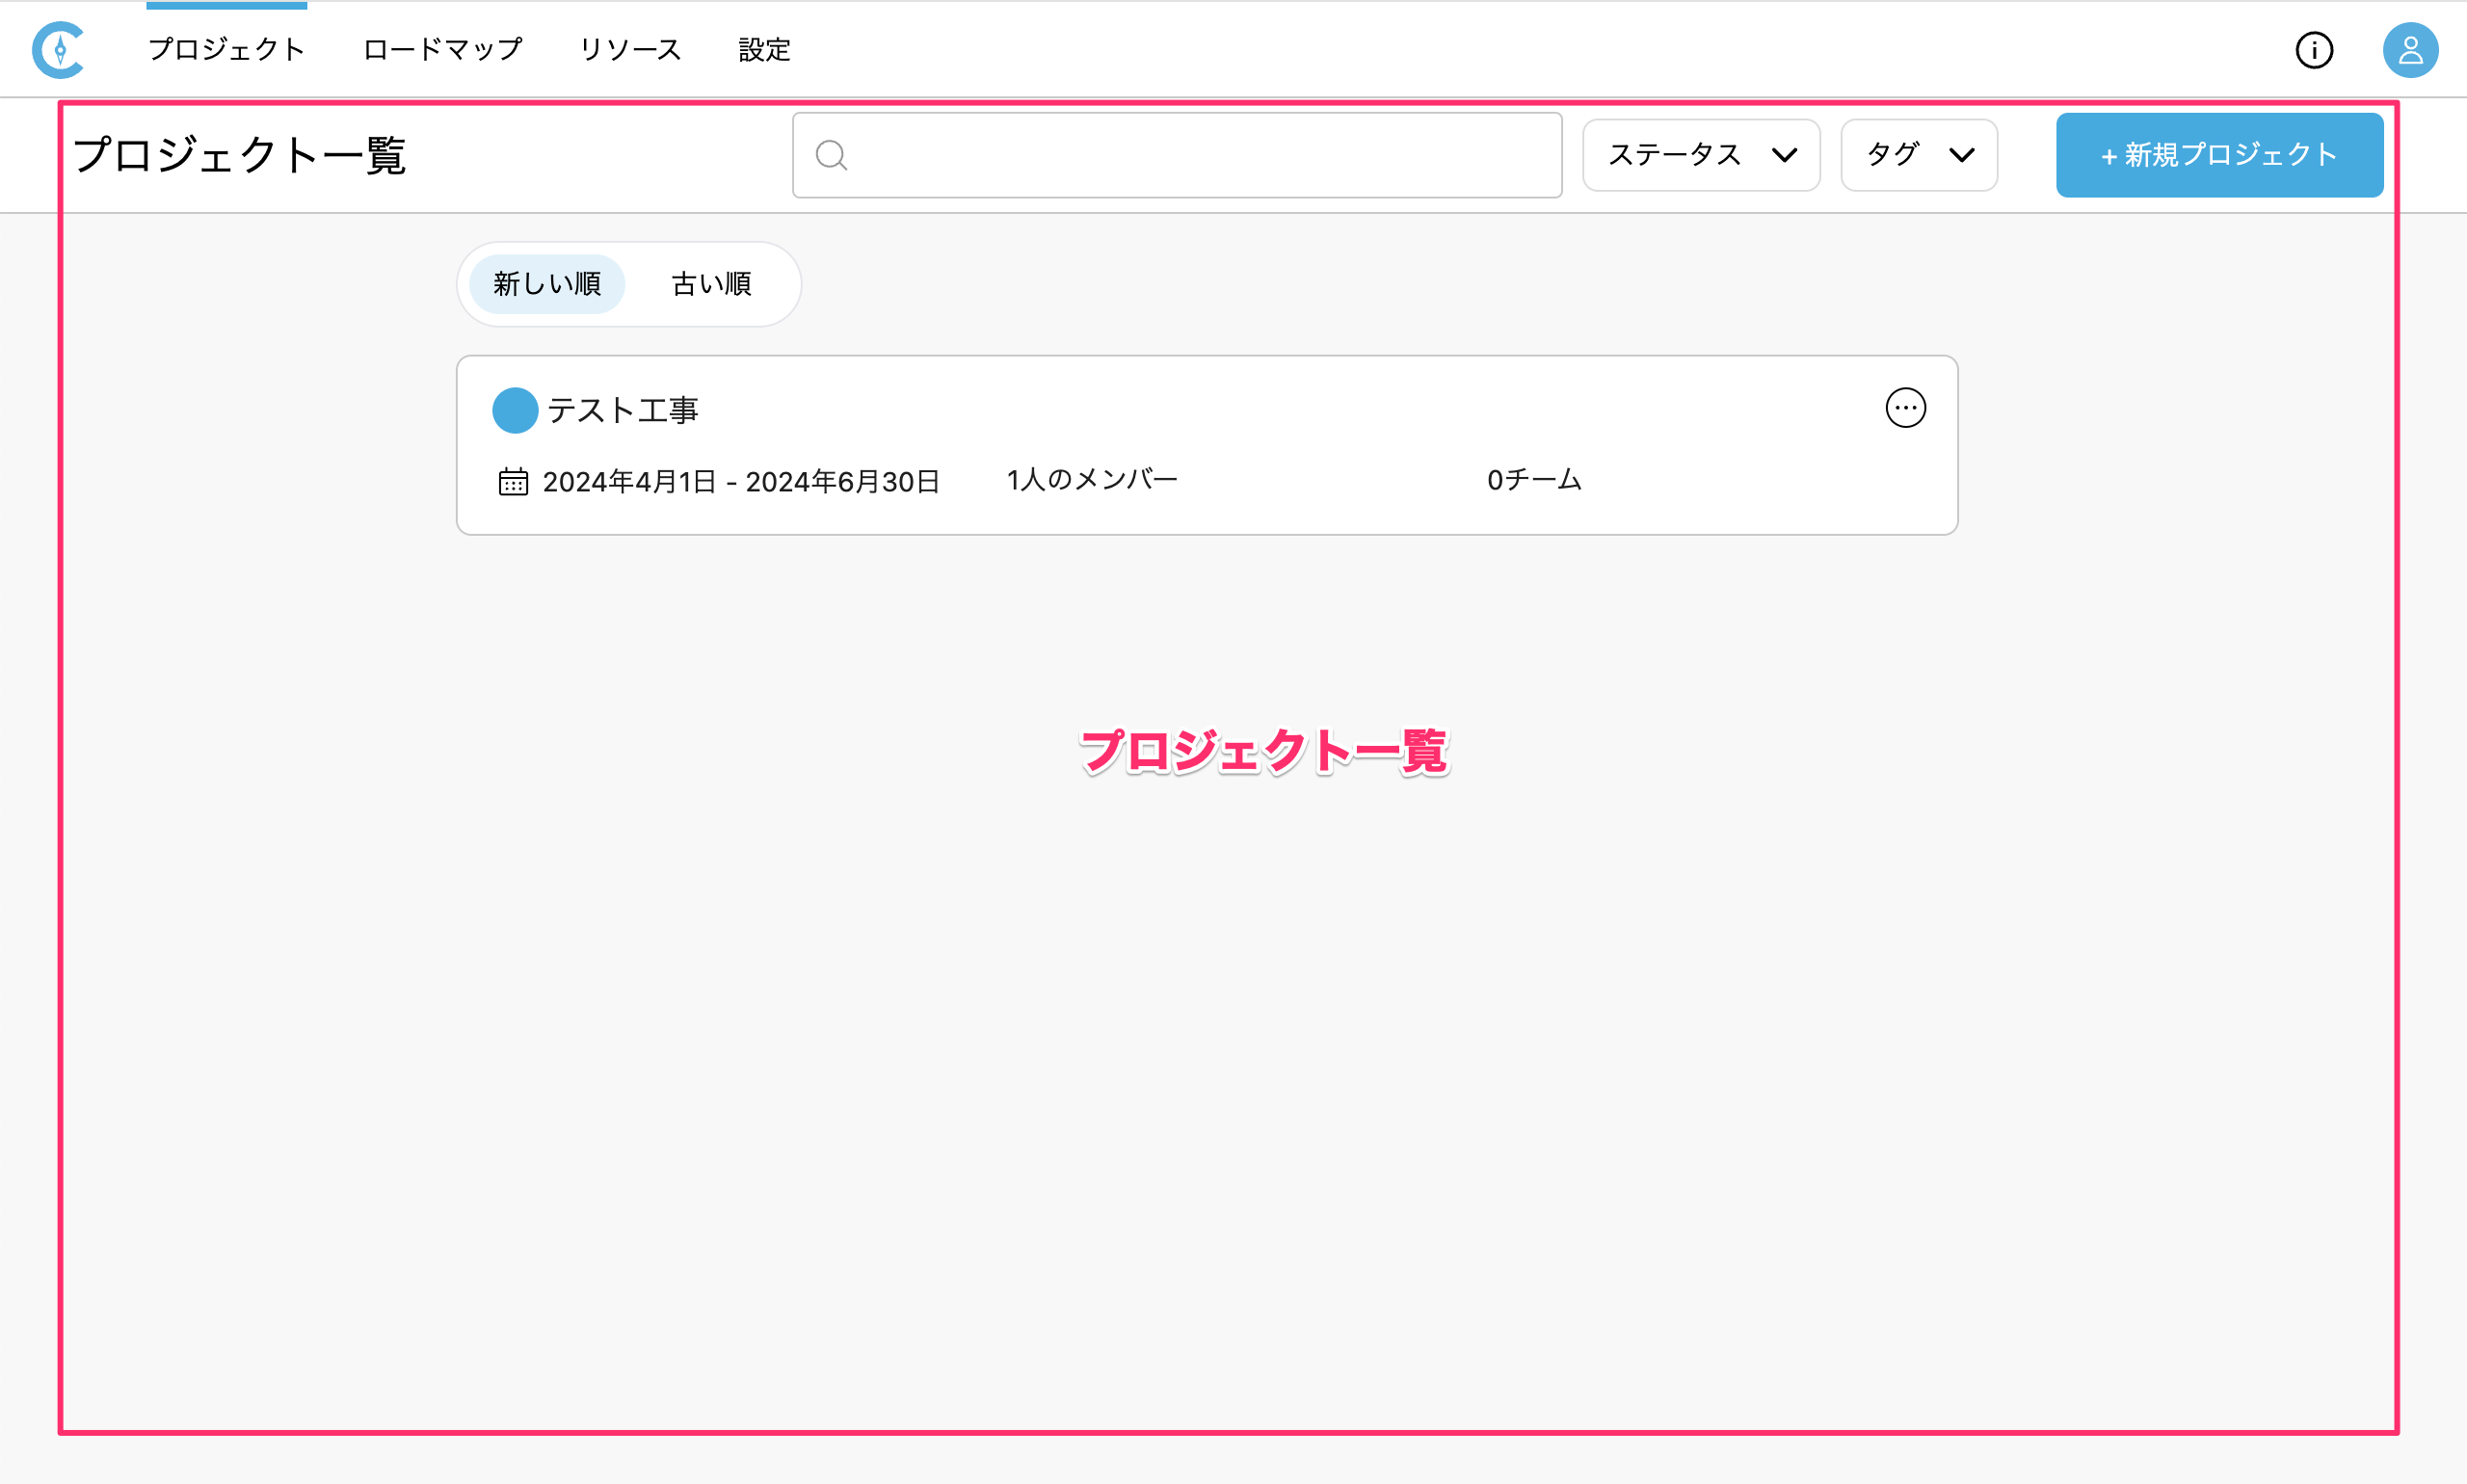 プロジェクト ロードマップ リソース 設定
プロジェクト一覧 ステータス タグ + 新規プロジェクト
新しい順 古い順
テスト工事
2024年4月1日 - 2024年6月30日 1人のメンバー 0チーム
プロジェクト一覧